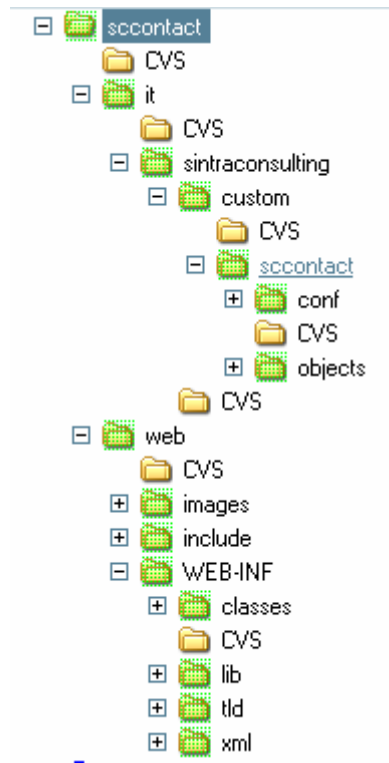 sccontact
CVS
it
CVS
sintraconsulting
custom
CVS
sccontact
conf
CVS
objects
CVS
web
CVS
images
include
WEB-INF
classes
CVS
lib
tld
xml